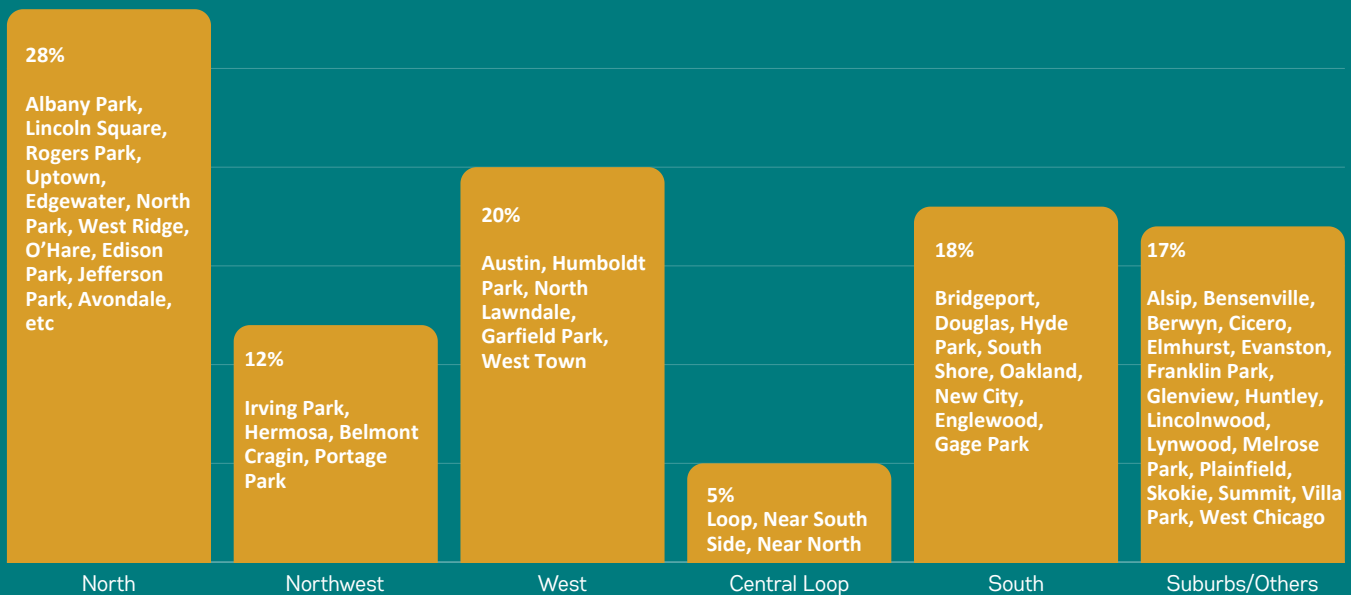 28%
Albany Park,
Lincoln Square,
Rogers Park,
Uptown,
Edgewater, North
Park, West Ridge,
O’Hare, Edison
Park, Jefferson
Park, Avondale,
etc
North
12%
Irving Park,
Hermosa, Belmont
Cragin, Portage
Park
Northwest
20%
Austin, Humboldt
Park, North
Lawndale,
Garfield Park,
West Town
West
5%
Loop, Near South
Side, Near North
Central Loop
18%
Bridgeport,
Douglas, Hyde
Park, South
Shore, Oakland,
New City,
Englewood,
Gage Park
South
17%
Alsip, Bensenville,
Berwyn, Cicero,
Elmhurst, Evanston,
Franklin Park,
Glenview, Huntley,
Lincolnwood,
Lynwood, Melrose
Park, Plainfield,
Skokie, Summit, Villa
Park, West Chicago
Suburbs/Others